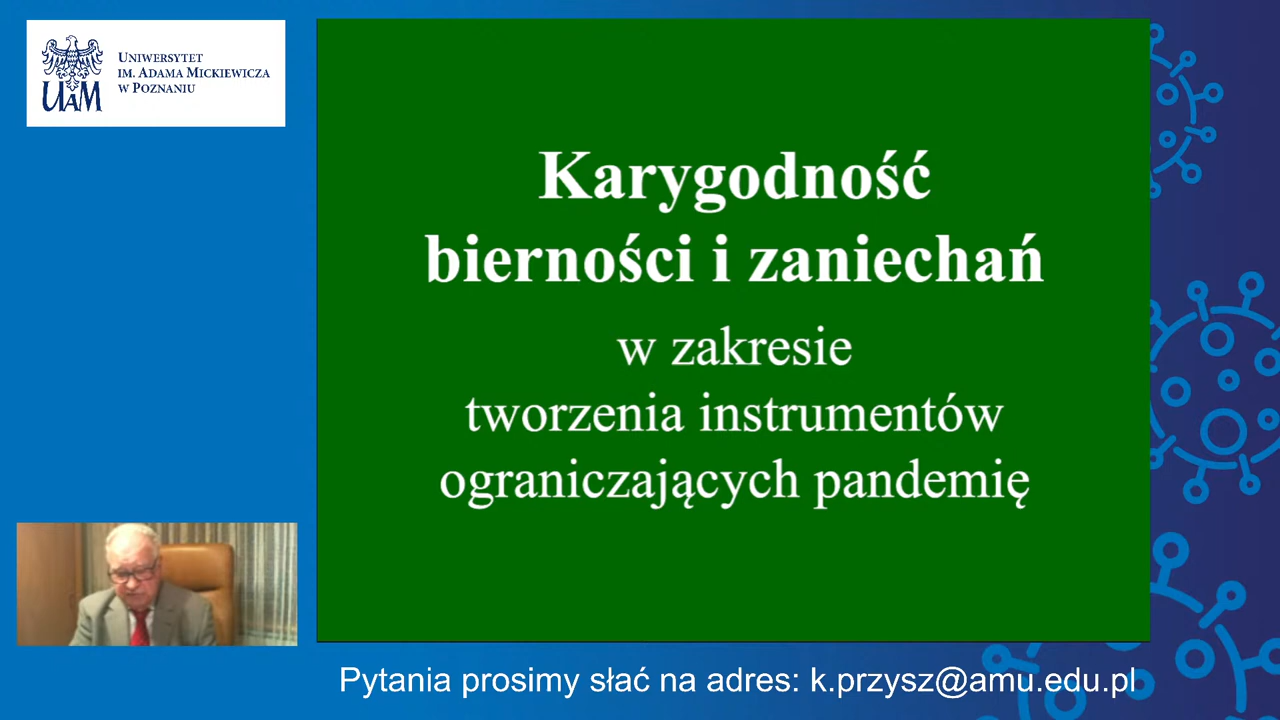 UNIWERSYTET
IM. ADAMA MICKIEWICZA
W POZNANIU
UAM
Karygodność
bierności i zaniechań
w zakresie
tworzenia instrumentów
ograniczających pandemię
Pytania prosimy słać na adres: k.przysz@amu.edu.pl